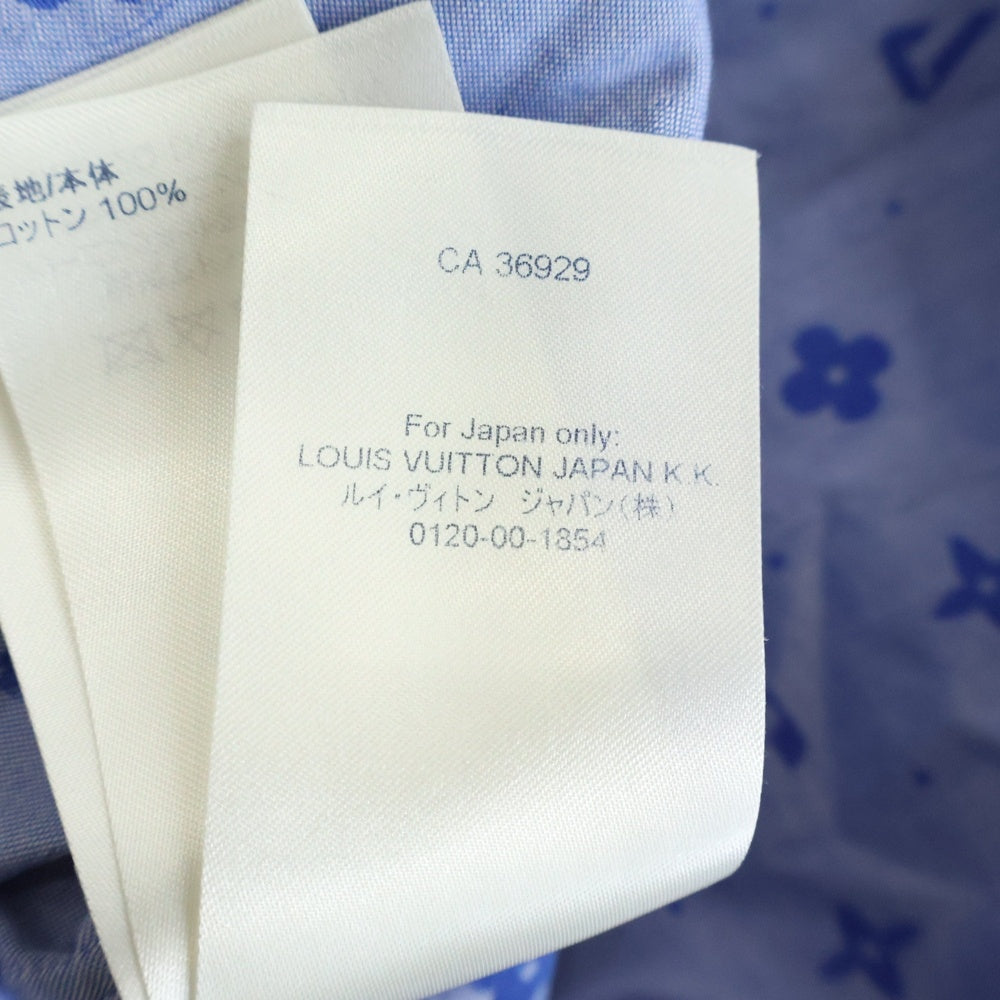 表地/本体
コットン 100%
CA 36929
For Japan only:
LOUIS VUITTON JAPAN K.K.
ルイ・ヴィトン ジャパン(株)
0120-00-1854